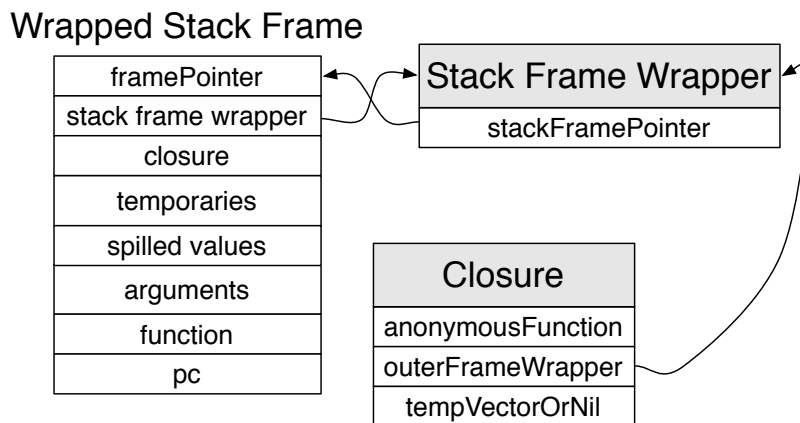 Wrapped Stack Frame
framePointer
stack frame wrapper
closure
temporaries
spilled values
arguments
function
pc
Stack Frame Wrapper
stackFramePointer
Closure
anonymousFunction
outerFrameWrapper
tempVectorOrNil